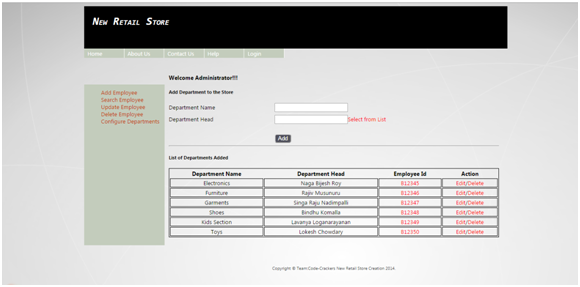 New Retail Store
Home About Us Contact Us Help Login
Welcome Administrator!!!
Add Employee
Search Employee
Update Employee
Delete Employee
Configure Departments
Add Department to the Store
Department Name
Department Head Select from List
Add
List of Departments Added
Department Name Department Head Employee Id Action
Electronics Naga Bijesh Roy 812345 Edit/Delete
Furniture Rajiv Musunuru 812346 Edit/Delete
Garments Singa Raju Nadimpalli 812347 Edit/Delete
Shoes Bindhu Komalla 812348 Edit/Delete
Kids Section Lavanya Loganarayanan 812349 Edit/Delete
Toys Lokesh Chowdary 812350 Edit/Delete
Copyright © Team Code-Crackers New Retail Store Creation 2014.